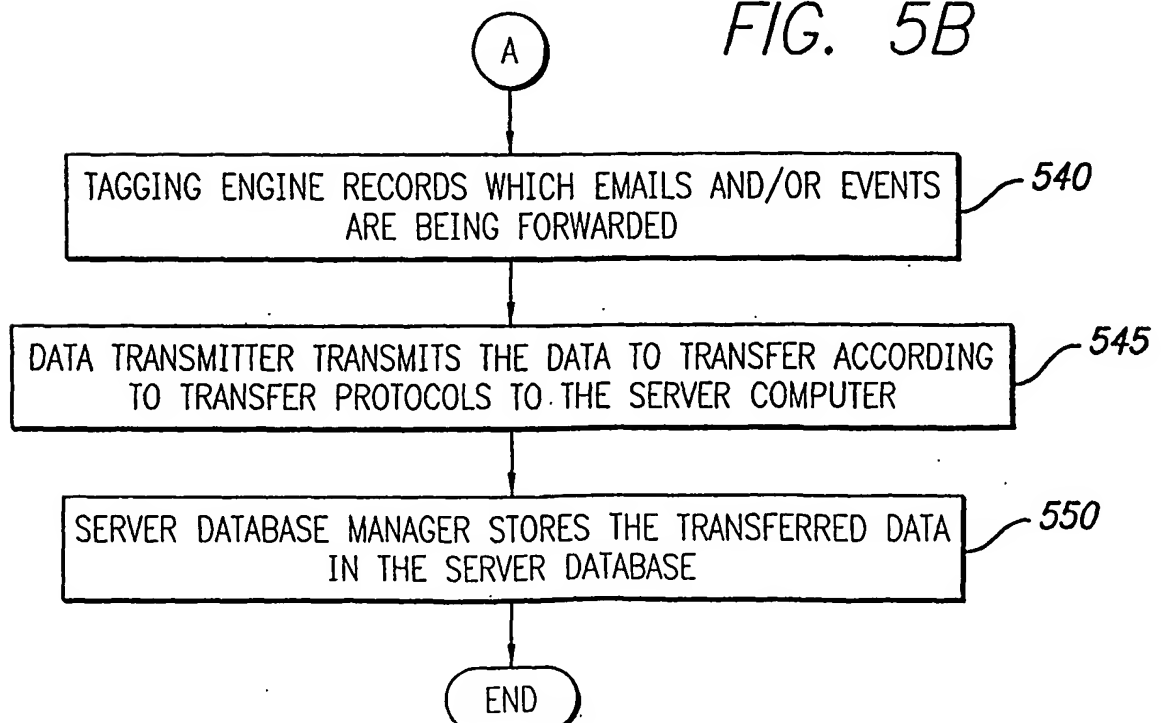 FIG. 5B
A
TAGGING ENGINE RECORDS WHICH EMAILS AND/OR EVENTS
ARE BEING FORWARDED
540
DATA TRANSMITTER TRANSMITS THE DATA TO TRANSFER ACCORDING
TO TRANSFER PROTOCOLS TO THE SERVER COMPUTER
545
SERVER DATABASE MANAGER STORES THE TRANSFERRED DATA
IN THE SERVER DATABASE
550
END